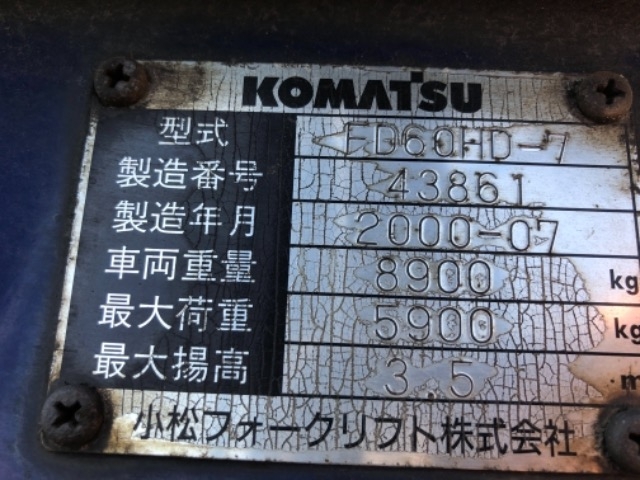 KOMATSU
型式 FD60HD-7
製造番号 43861
製造年月 2000-07
車両重量 8900 kg
最大荷重 5900 kg
最大揚高 3.5 m
小松フォークリフト株式会社